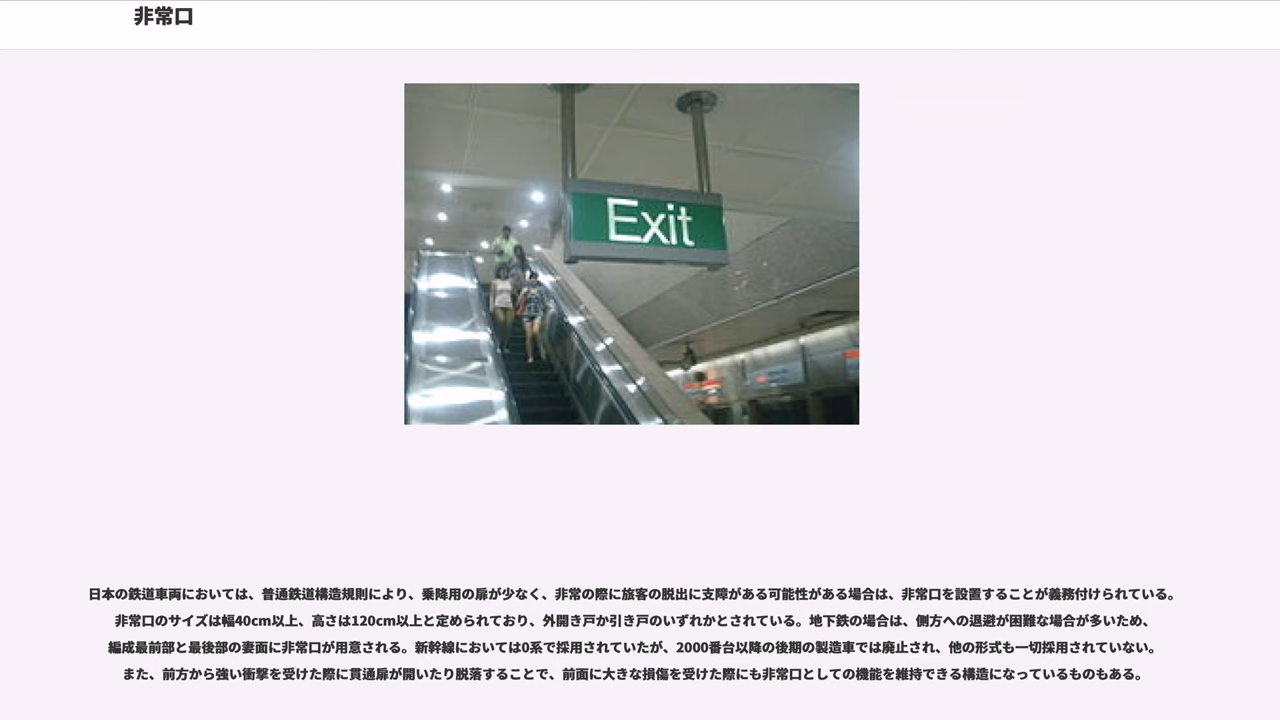 非常口
Exit
日本の鉄道車両においては、普通鉄道構造規則により、乗降用の扉が少なく、非常の際に旅客の脱出に支障がある可能性がある場合は、非常口を設置することが義務付けられている。
非常口のサイズは幅40cm以上、高さは120cm以上と定められており、外開き戸か引き戸のいずれかとされている。地下鉄の場合は、側方への退避が困難な場合が多いため、
編成最前部と最後部の妻面に非常口が用意される。新幹線においては0系で採用されていたが、2000番台以降の後期の製造車では廃止され、他の形式も一切採用されていない。
また、前方から強い衝撃を受けた際に貫通扉が開いたり脱落することで、前面に大きな損傷を受けた際にも非常口としての機能を維持できる構造になっているものもある。